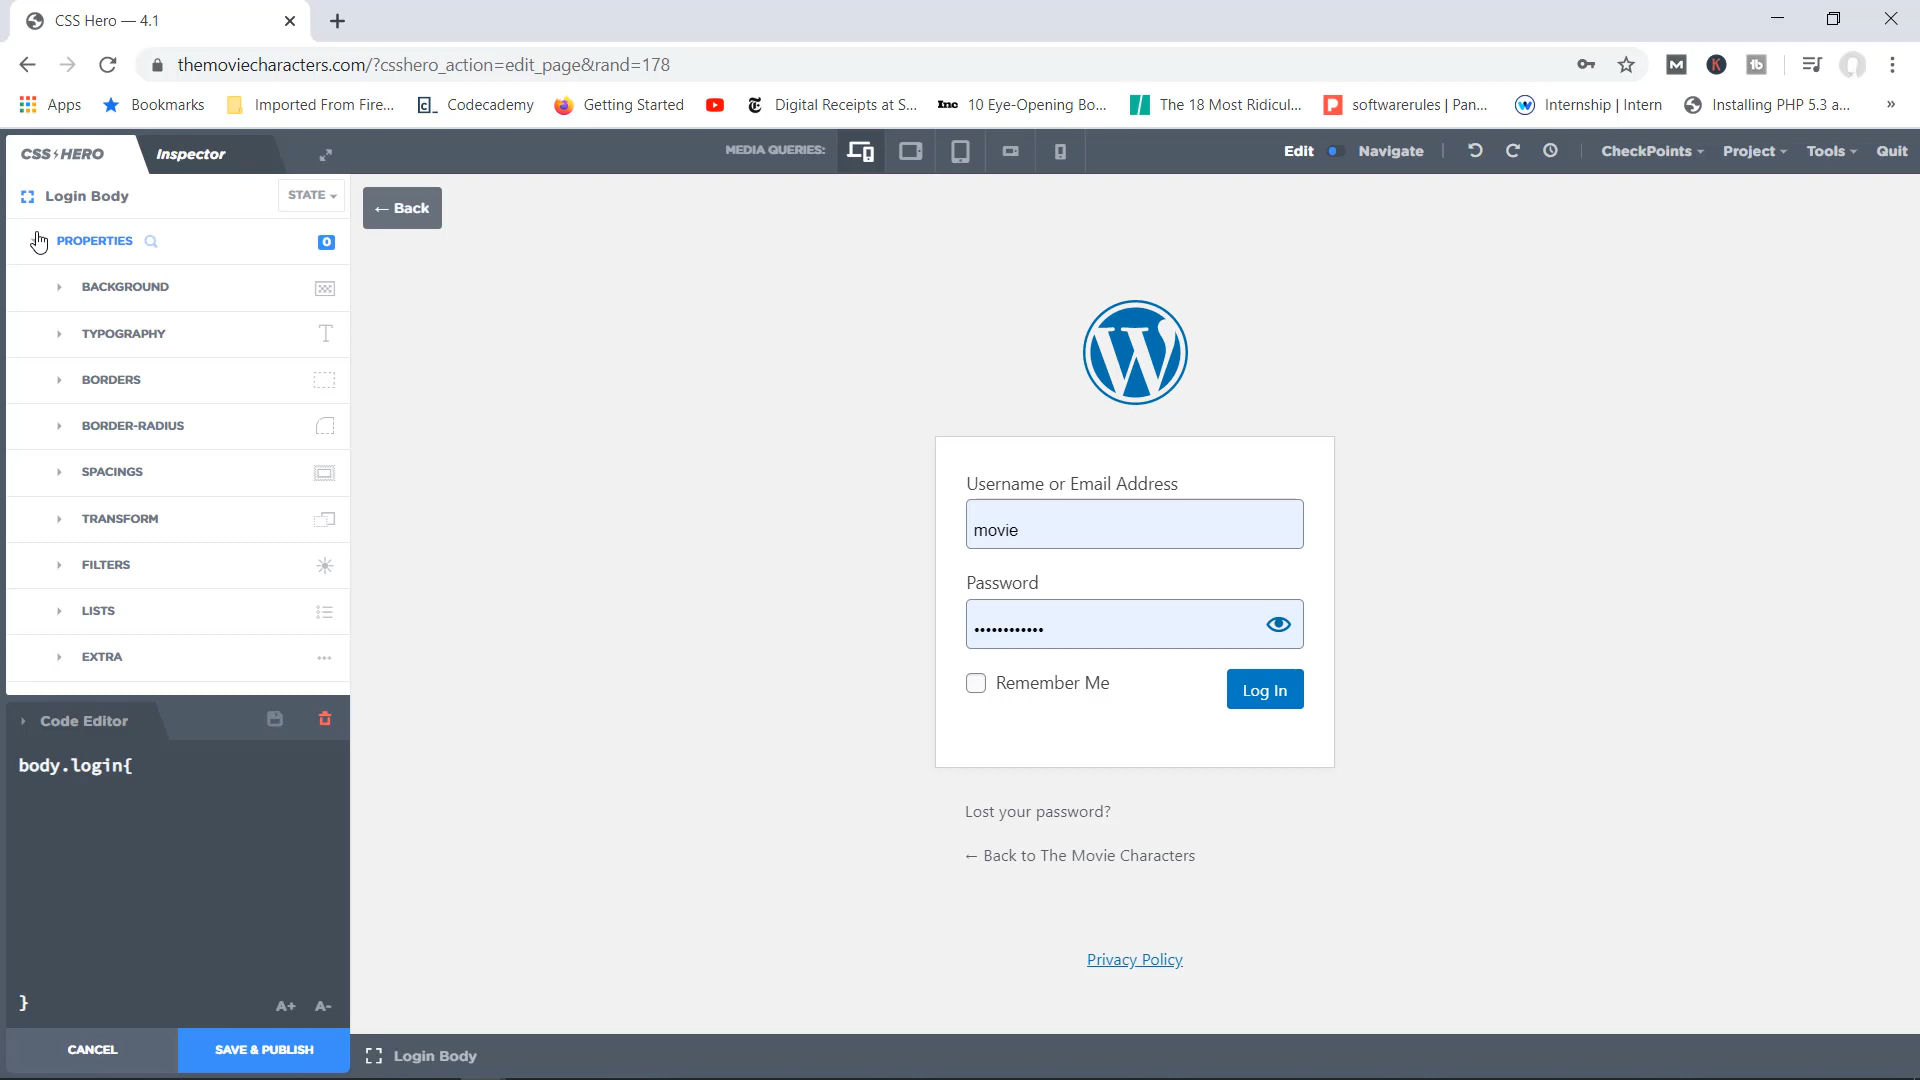 CSS Hero — 4.1
themoviecharacters.com/?csshero_action=edit_page&rand=178
Apps
Bookmarks
Imported From Fire...
Codecademy
Getting Started
Digital Receipts at S...
Inc 10 Eye-Opening Bo...
The 18 Most Ridicul...
softwarerules | Pan...
Internship | Intern
Installing PHP 5.3 a...
»
CSS HERO
Inspector
MEDIA QUERIES:
Edit
Navigate
CheckPoints
Project
Tools
Quit
Login Body
STATE
← Back
PROPERTIES
0
BACKGROUND
TYPOGRAPHY
BORDERS
BORDER-RADIUS
SPACINGS
TRANSFORM
FILTERS
LISTS
EXTRA
Username or Email Address
movie
Password
••••••••••••
Remember Me
Log In
Lost your password?
← Back to The Movie Characters
Privacy Policy
Code Editor
body.login{
}
A+ A-
CANCEL
SAVE & PUBLISH
Login Body